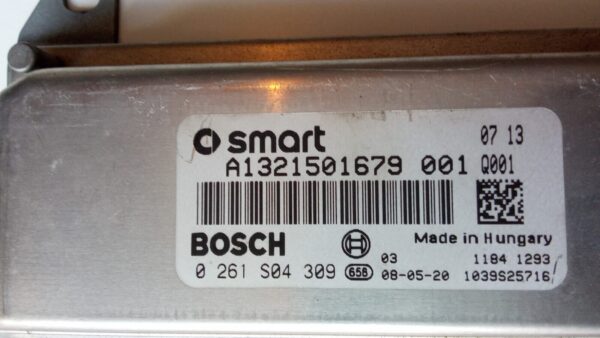 smart 07 13
A1321501679 001 Q001
BOSCH Made in Hungary
03 1184 1293
0 261 S04 309 656 08-05-20 1039S25716